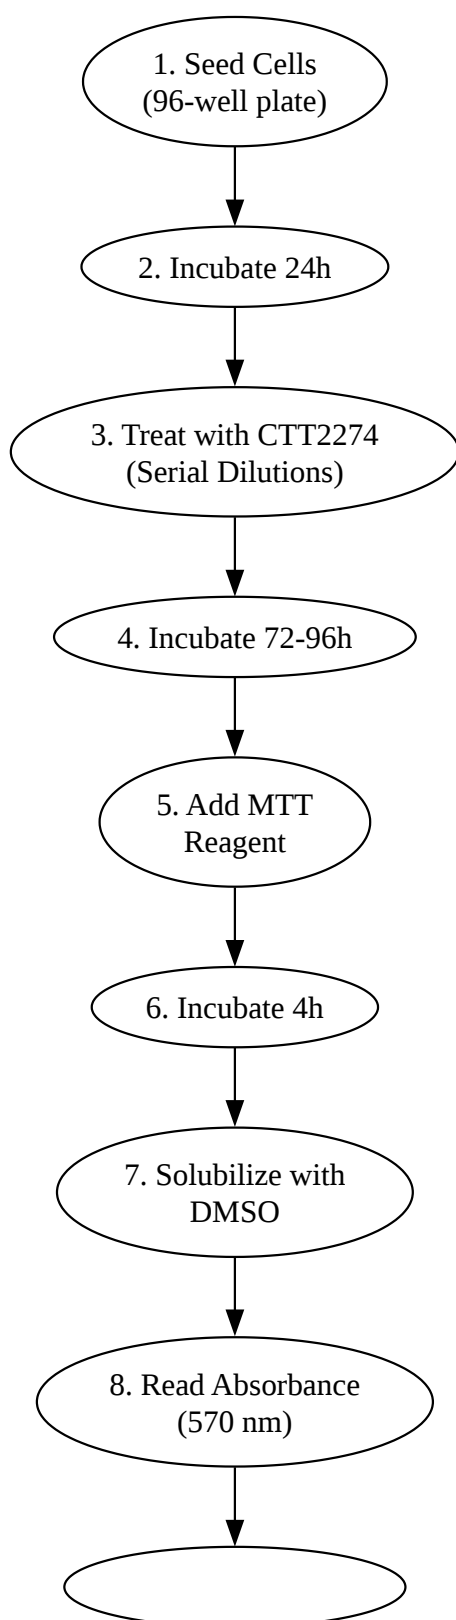 1. Seed Cells
(96-well plate)
2. Incubate 24h
3. Treat with CTT2274
(Serial Dilutions)
4. Incubate 72-96h
5. Add MTT
Reagent
6. Incubate 4h
7. Solubilize with
DMSO
8. Read Absorbance
(570 nm)